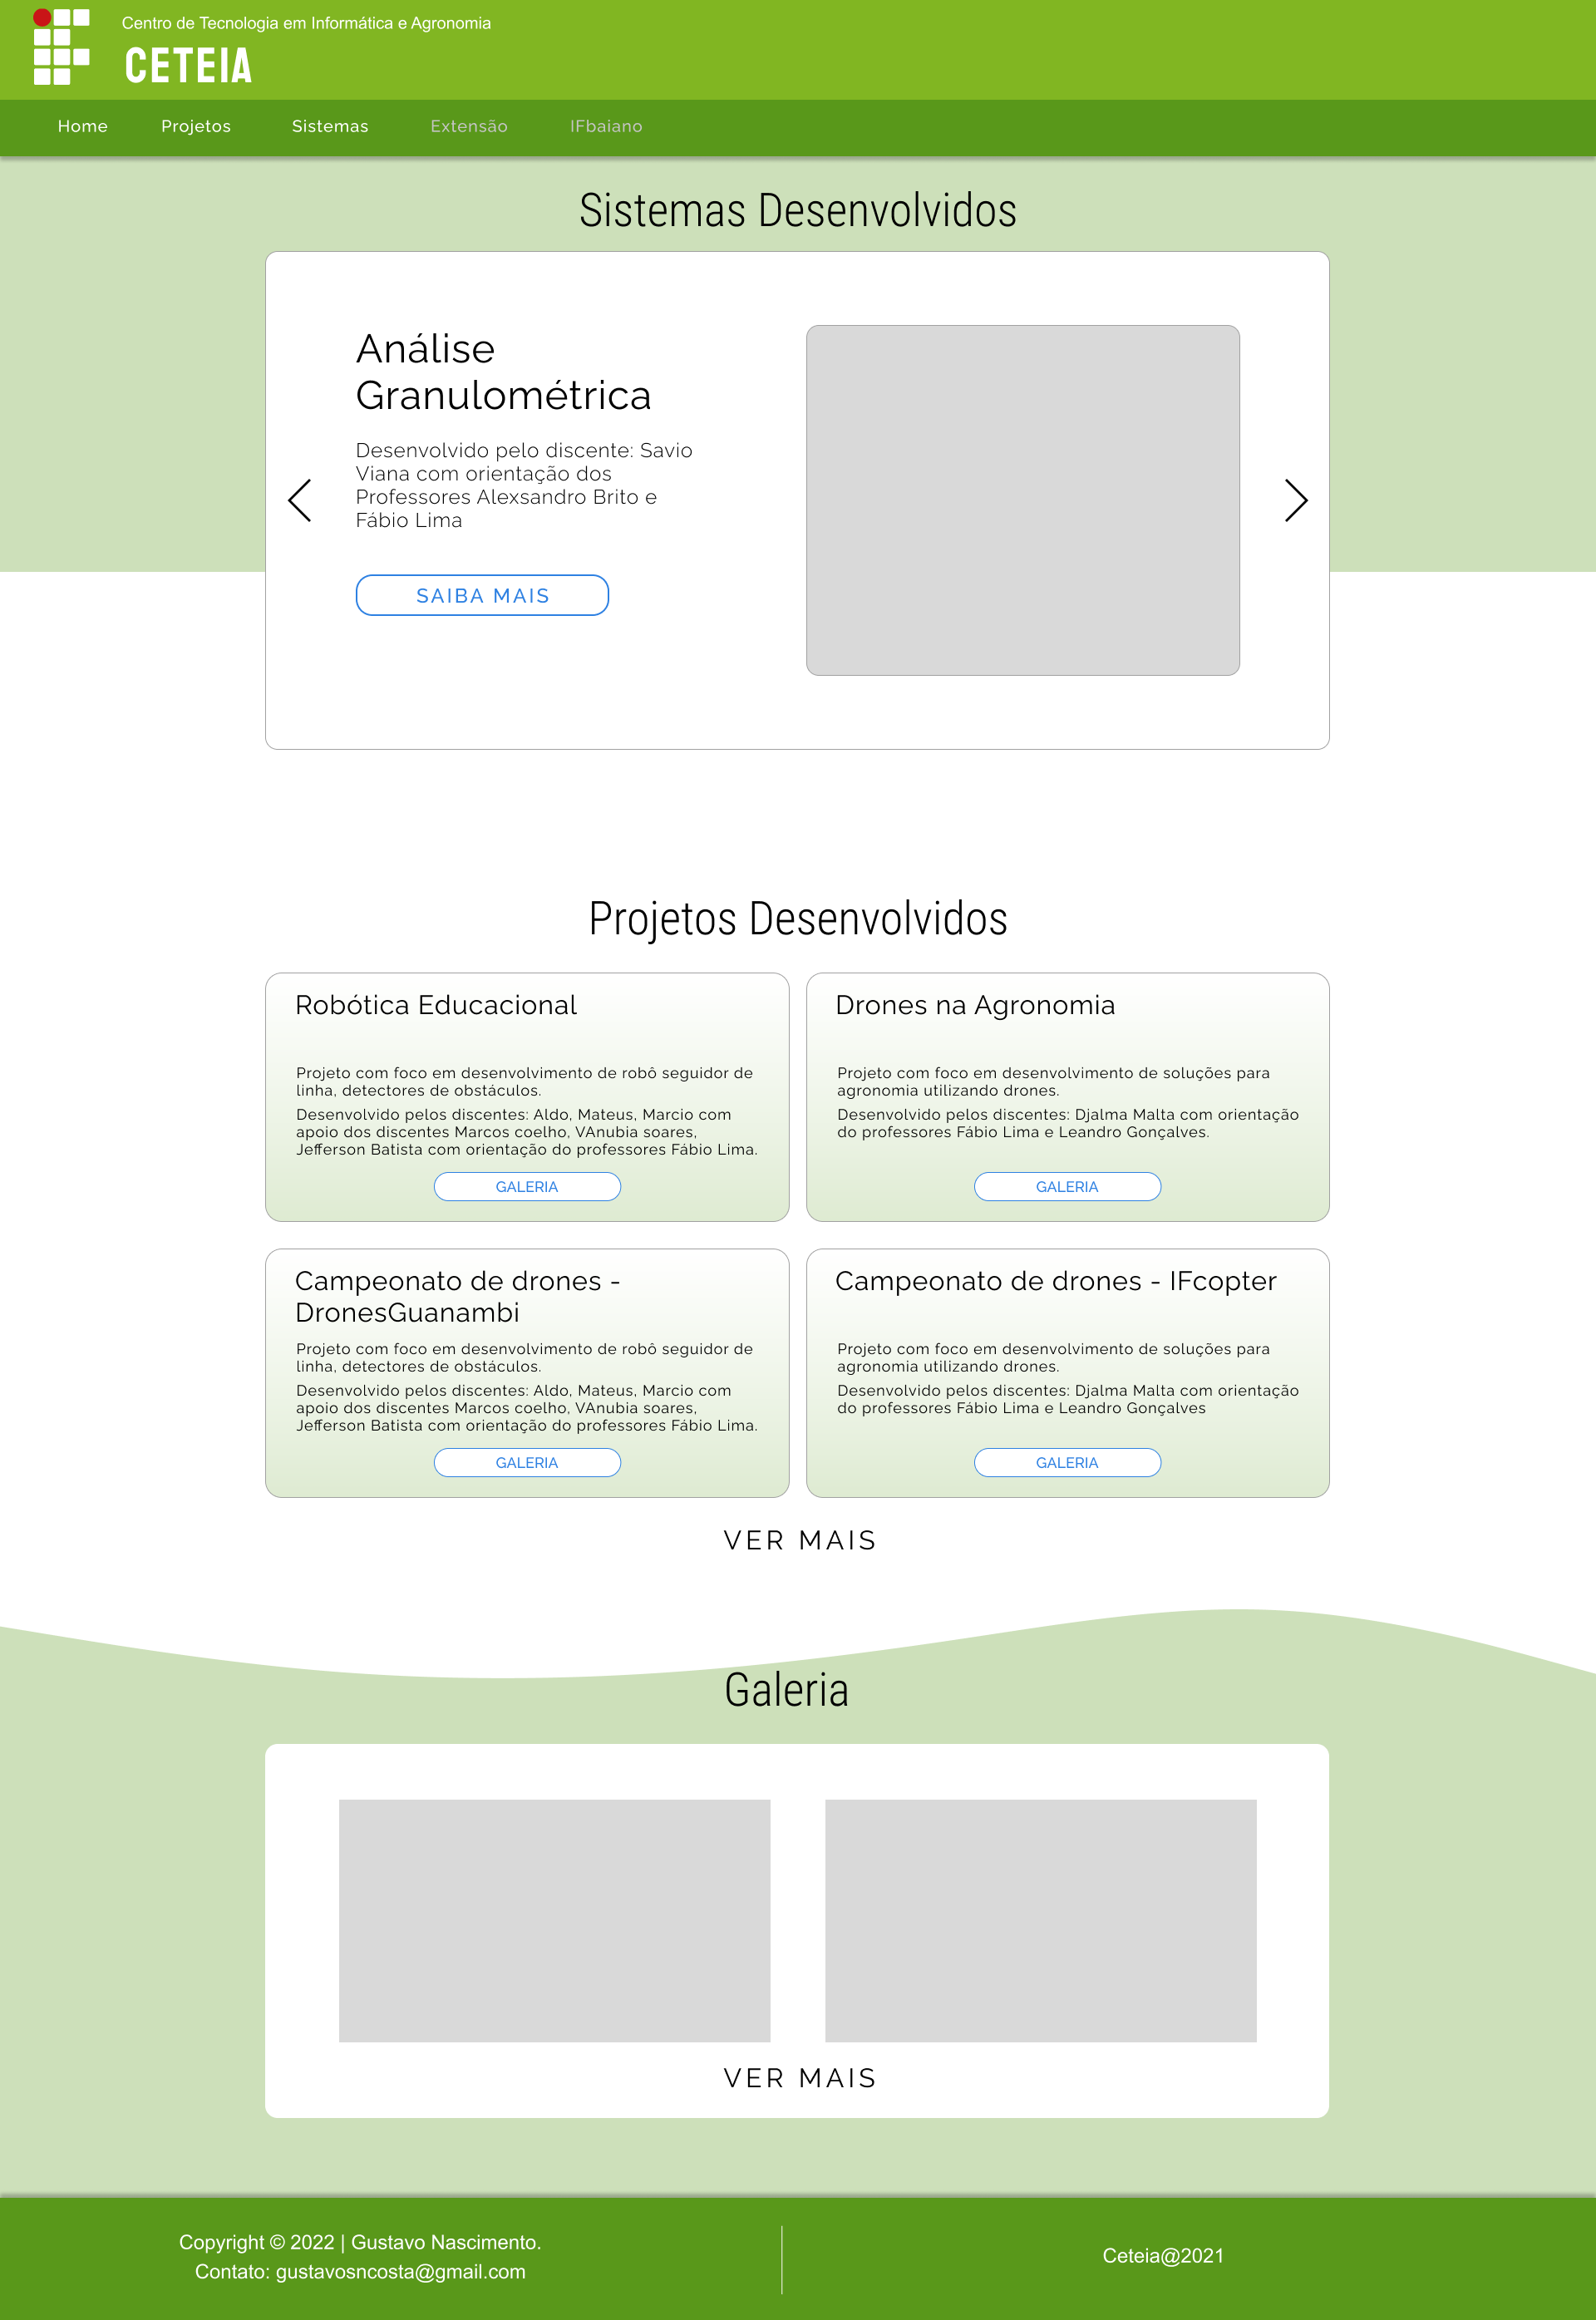 Centro de Tecnologia em Informática e Agronomia
CETEIA
Home Projetos Sistemas Extensão IFbaiano
Sistemas Desenvolvidos
Análise
Granulométrica
Desenvolvido pelo discente: Savio
Viana com orientação dos
Professores Alexsandro Brito e
Fábio Lima
SAIBA MAIS
Projetos Desenvolvidos
Robótica Educacional
Projeto com foco em desenvolvimento de robô seguidor de
linha, detectores de obstáculos.
Desenvolvido pelos discentes: Aldo, Mateus, Marcio com
apoio dos discentes Marcos coelho, VAnubia soares,
Jefferson Batista com orientação do professores Fábio Lima.
GALERIA
Drones na Agronomia
Projeto com foco em desenvolvimento de soluções para
agronomia utilizando drones.
Desenvolvido pelos discentes: Djalma Malta com orientação
do professores Fábio Lima e Leandro Gonçalves.
GALERIA
Campeonato de drones -
DronesGuanambi
Projeto com foco em desenvolvimento de robô seguidor de
linha, detectores de obstáculos.
Desenvolvido pelos discentes: Aldo, Mateus, Marcio com
apoio dos discentes Marcos coelho, VAnubia soares,
Jefferson Batista com orientação do professores Fábio Lima.
GALERIA
Campeonato de drones - IFcopter
Projeto com foco em desenvolvimento de soluções para
agronomia utilizando drones.
Desenvolvido pelos discentes: Djalma Malta com orientação
do professores Fábio Lima e Leandro Gonçalves
GALERIA
VER MAIS
Galeria
VER MAIS
Copyright © 2022 | Gustavo Nascimento.
Contato: gustavosncosta@gmail.com
Ceteia@2021